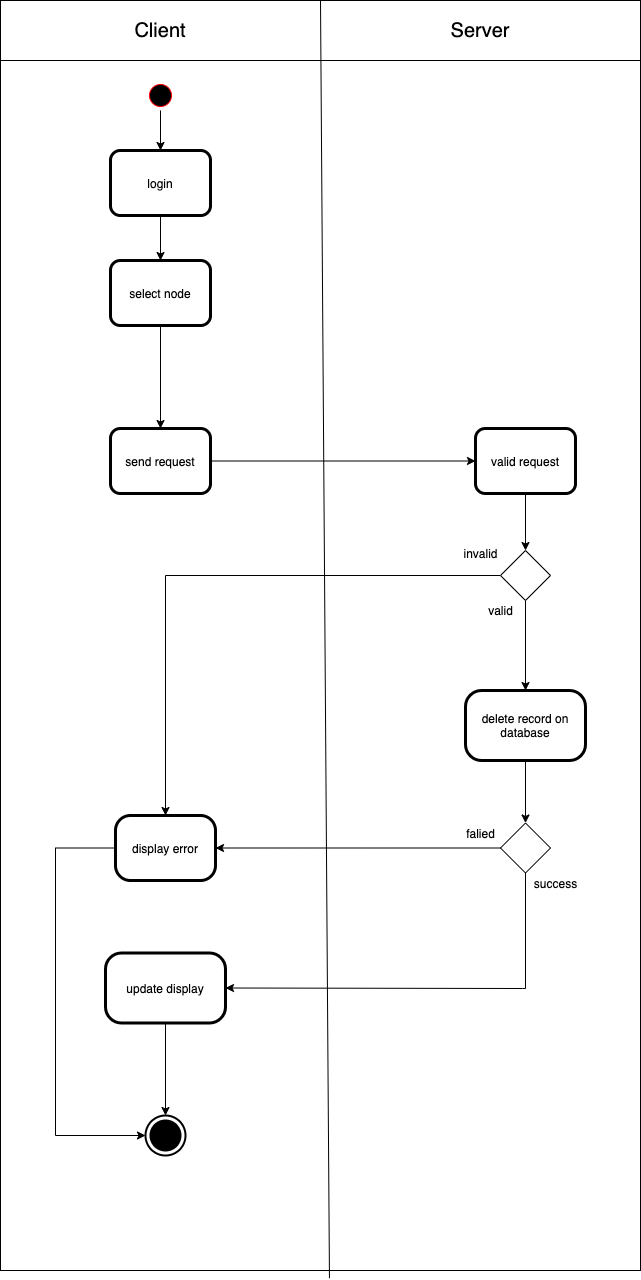 Client
Server
login
select node
send request
valid request
invalid
valid
delete record on
database
falied
display error
success
update display